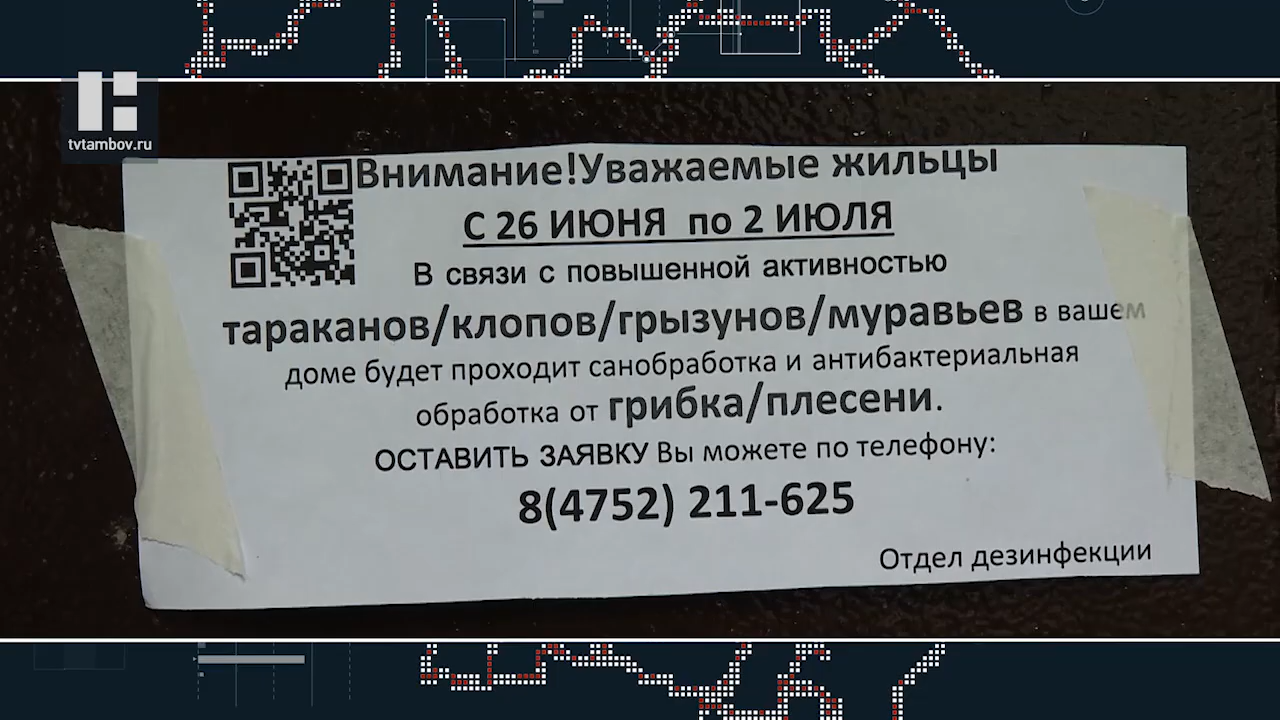 tvtambov.ru
Внимание!Уважаемые жильцы
С 26 ИЮНЯ по 2 ИЮЛЯ
В связи с повышенной активностью
тараканов/клопов/грызунов/муравьев в вашем
доме будет проходит санобработка и антибактериальная
обработка от грибка/плесени.
ОСТАВИТЬ ЗАЯВКУ Вы можете по телефону:
8(4752) 211-625
Отдел дезинфекции